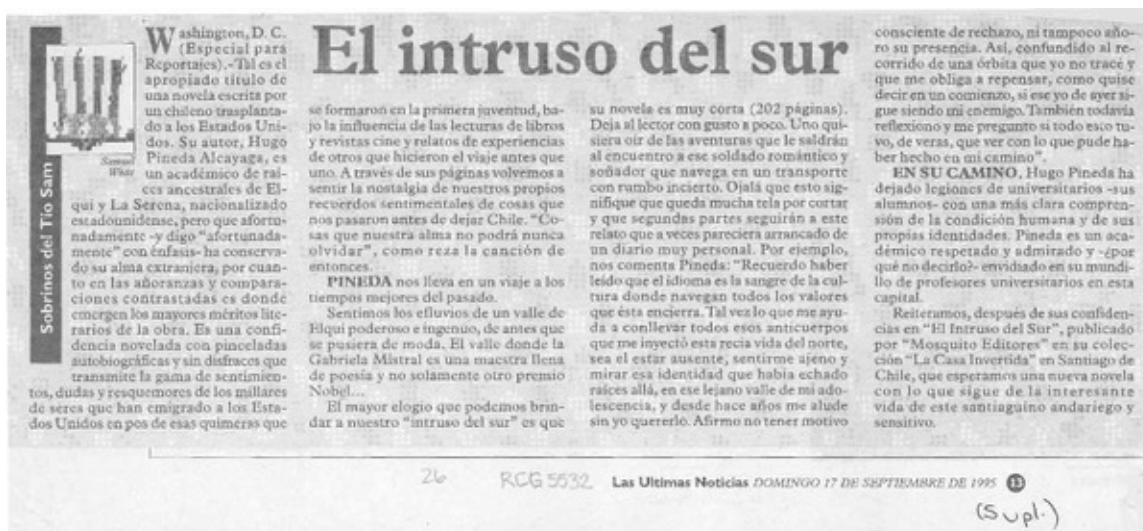 El intruso del sur
Sobrinos del Tío Sam
Samuel
White
Washington, D. C.
(Especial para
Reportajes).-Tal es el
apropiado título de
una novela escrita por
un chileno trasplanta-
do a los Estados Uni-
dos. Su autor, Hugo
Pineda Alcayaga, es
un académico de raí-
ces ancestrales de El-
qui y La Serena, nacionalizado
estadounidense, pero que afortu-
nadamente -y digo "afortunada-
mente" con énfasis- ha conserva-
do su alma extranjera, por cuan-
to en las añoranzas y compara-
ciones contrastadas es donde
emergen los mayores méritos lite-
rarios de la obra. Es una confi-
dencia novelada con pinceladas
autobiográficas y sin disfraces que
transmite la gama de sentimien-
tos, dudas y resquemores de los millares
de seres que han emigrado a los Esta-
dos Unidos en pos de esas quimeras que
se formaron en la primera juventud, ba-
jo la influencia de las lecturas de libros
y revistas cine y relatos de experiencias
de otros que hicieron el viaje antes que
uno. A través de sus páginas volvemos a
sentir la nostalgia de nuestros propios
recuerdos sentimentales de cosas que
nos pasaron antes de dejar Chile. "Co-
sas que nuestra alma no podrá nunca
olvidar", como reza la canción de
entonces.
PINEDA nos lleva en un viaje a los
tiempos mejores del pasado.
Sentimos los efluvios de un valle de
Elqui poderoso e ingenuo, de antes que
se pusiera de moda. El valle donde la
Gabriela Mistral es una maestra llena
de poesía y no solamente otro premio
Nobel...
El mayor elogio que podemos brin-
dar a nuestro "intruso del sur" es que
su novela es muy corta (202 páginas).
Deja al lector con gusto a poco. Uno qui-
siera oír de las aventuras que le saldrán
al encuentro a ese soldado romántico y
soñador que navega en un transporte
con rumbo incierto. Ojalá que esto sig-
nifique que queda mucha tela por cortar
y que segundas partes seguirán a este
relato que a veces pareciera arrancado de
un diario muy personal. Por ejemplo,
nos comenta Pineda: "Recuerdo haber
leído que el idioma es la sangre de la cul-
tura donde navegan todos los valores
que ésta encierra. Tal vez lo que me ayu-
da a conllevar todos esos anticuerpos
que me inyectó esta recia vida del norte,
sea el estar ausente, sentirme ajeno y
mirar esa identidad que había echado
raíces allá, en ese lejano valle de mi ado-
lescencia, y desde hace años me alude
sin yo quererlo. Afirmo no tener motivo
consciente de rechazo, ni tampoco año-
ro su presencia. Así, confundido al re-
corrido de una órbita que yo no tracé y
que me obliga a repensar, como quise
decir en un comienzo, si ese yo de ayer si-
gue siendo mi enemigo. También todavía
reflexiono y me pregunto si todo esto tu-
vo, de veras, que ver con lo que pude ha-
ber hecho en mi camino".
EN SU CAMINO, Hugo Pineda ha
dejado legiones de universitarios -sus
alumnos- con una más clara compren-
sión de la condición humana y de sus
propias identidades. Pineda es un aca-
démico respetado y admirado y -¿por
qué no decirlo?- envidiado en su mundi-
llo de profesores universitarios en esta
capital.
Reiteramos, después de sus confiden-
cias en "El Intruso del Sur", publicado
por "Mosquito Editores" en su colec-
ción "La Casa Invertida" en Santiago de
Chile, que esperamos una nueva novela
con lo que sigue de la interesante
vida de este santiaguino andariego y
sensitivo.
26 RCG 5532 Las Ultimas Noticias DOMINGO 17 DE SEPTIEMBRE DE 1995 13
(Supl.)